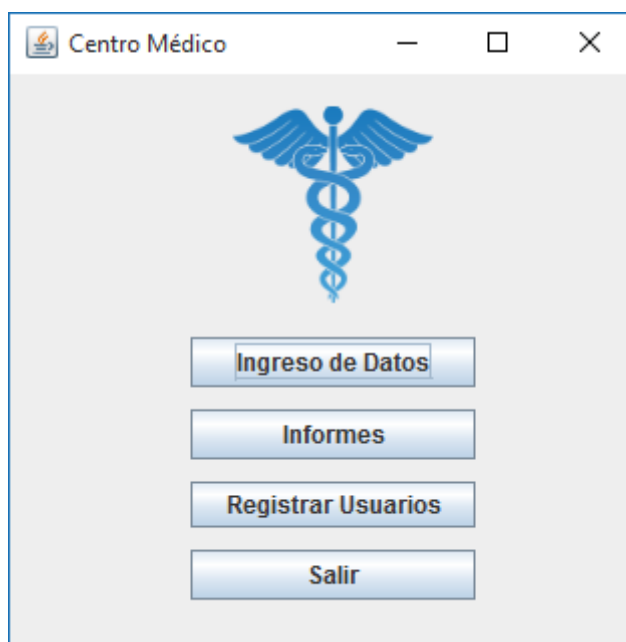 Centro Médico
Ingreso de Datos
Informes
Registrar Usuarios
Salir